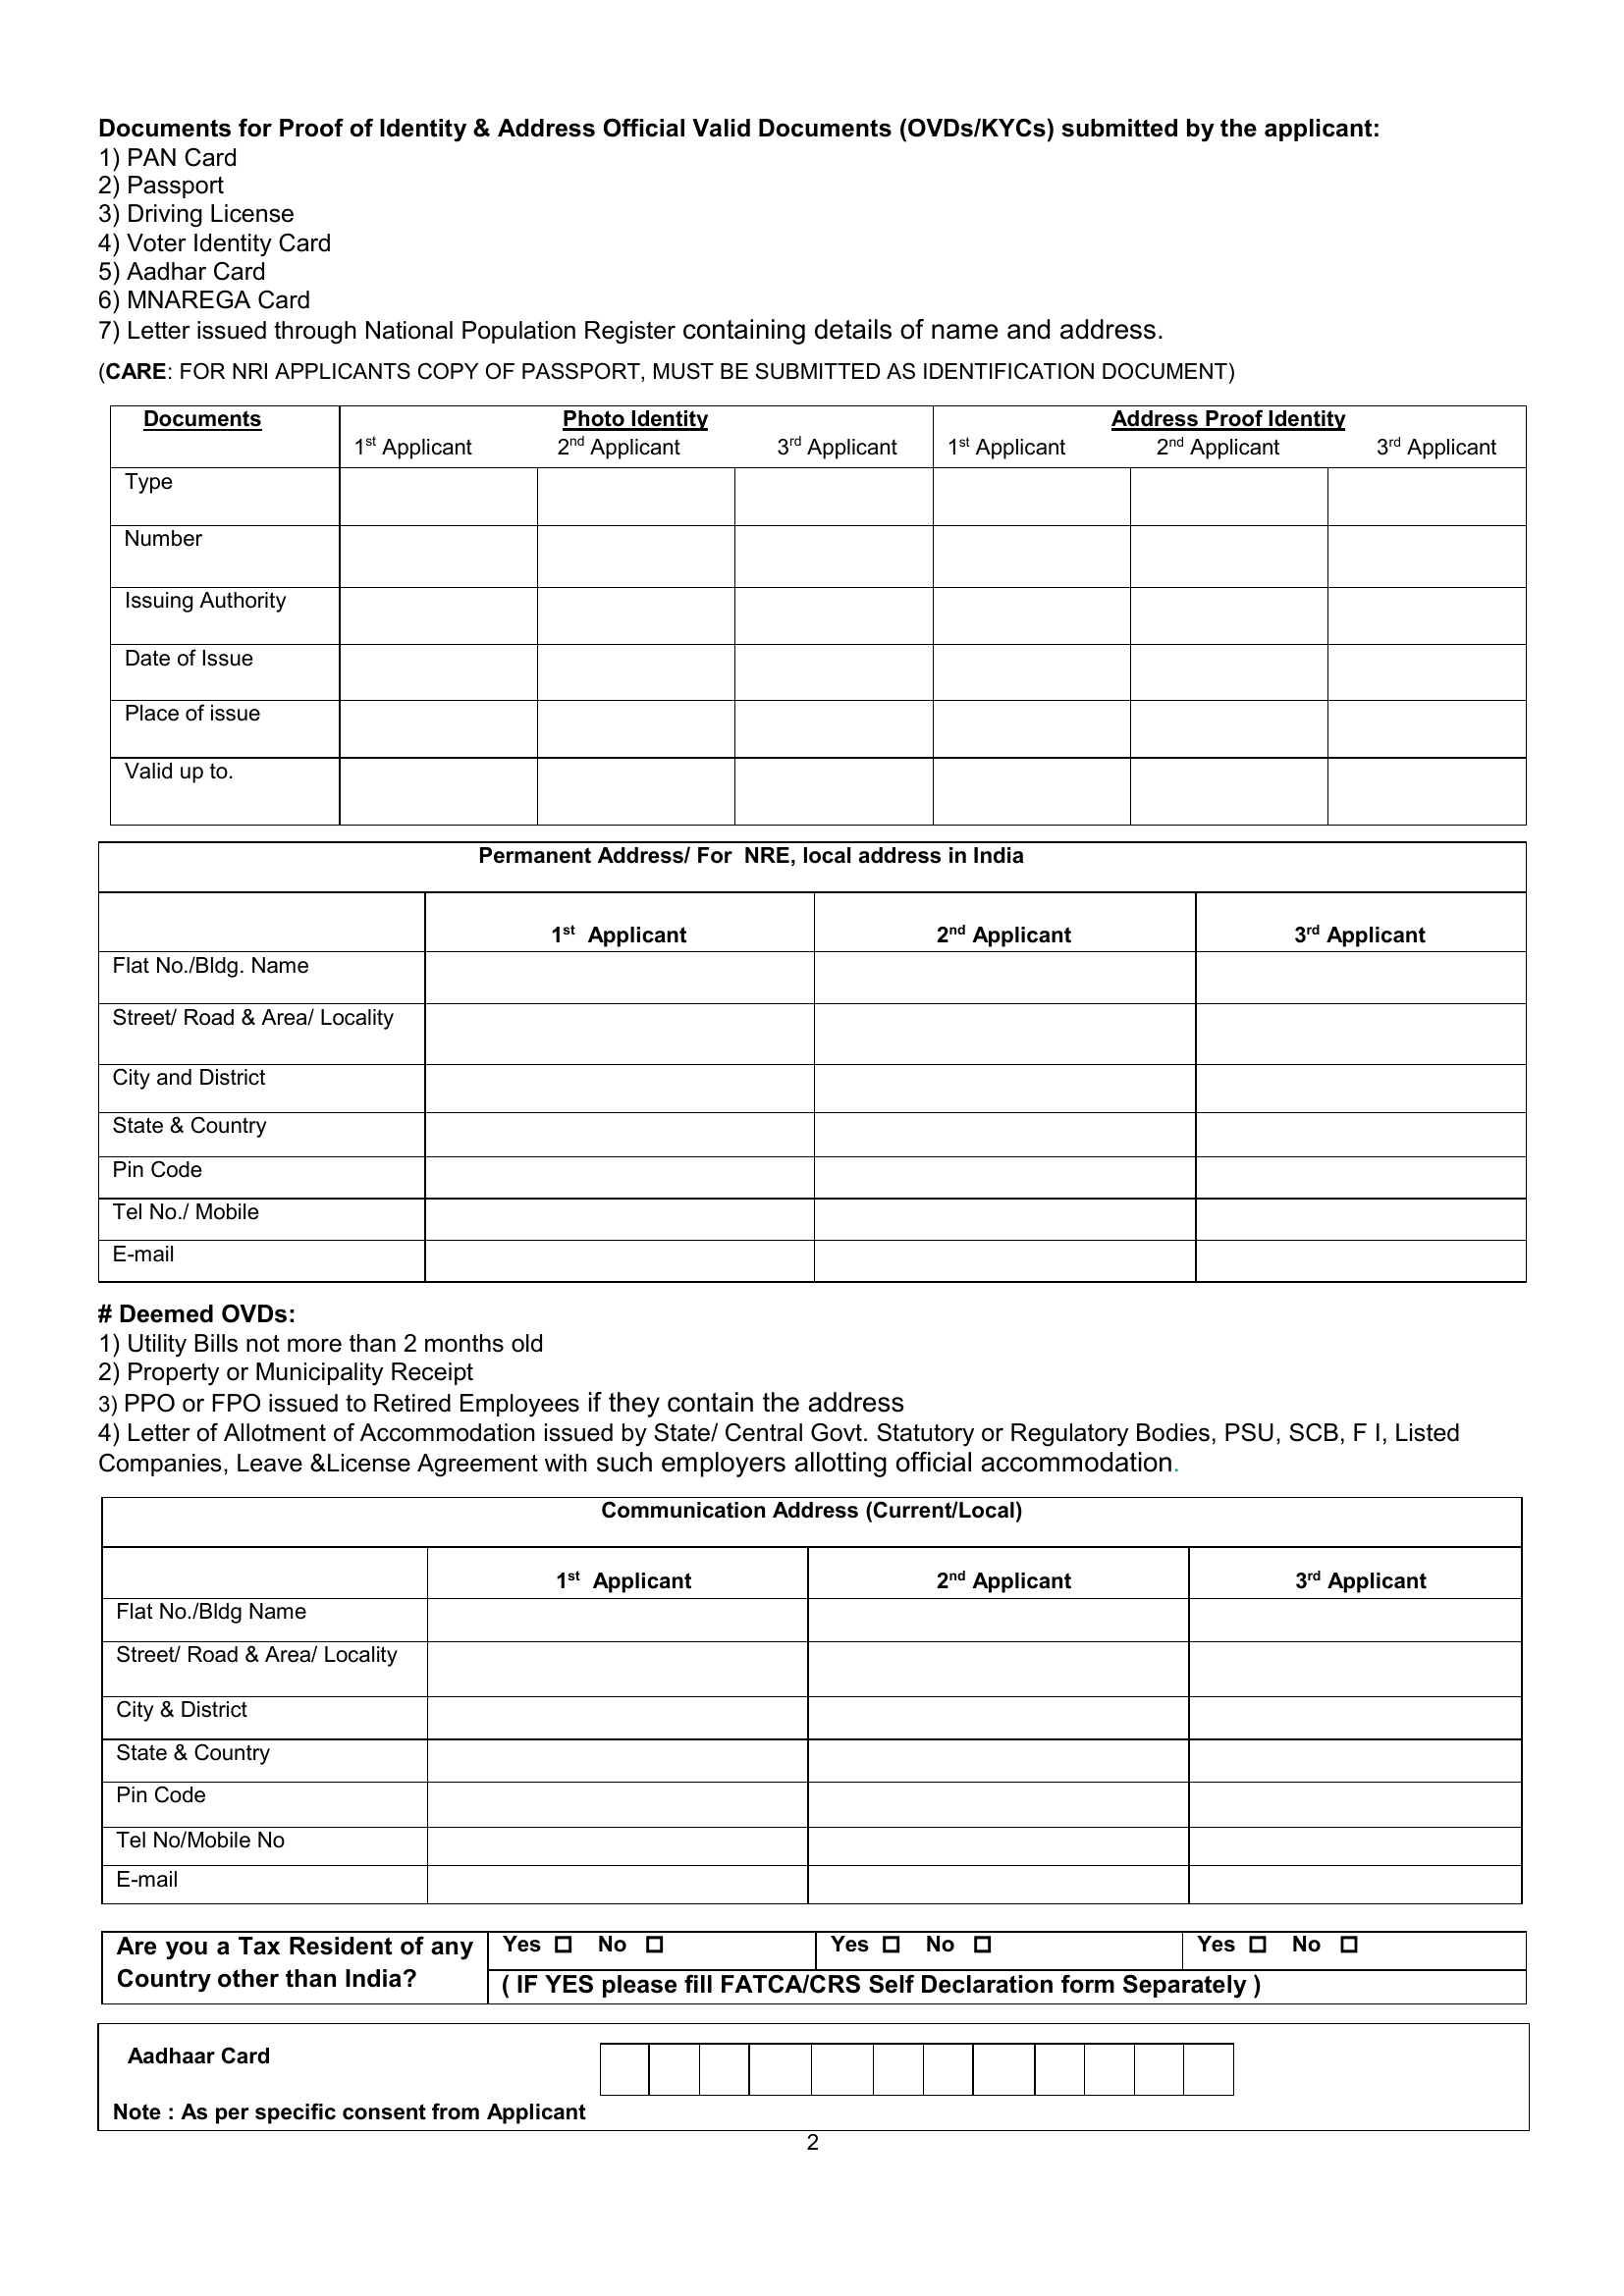 Documents for Proof of Identity & Address Official Valid Documents (OVDs/KYCs) submitted by the applicant:
1) PAN Card
2) Passport
3) Driving License
4) Voter Identity Card
5) Aadhar Card
6) MNAREGA Card
7) Letter issued through National Population Register containing details of name and address.
(CARE: FOR NRI APPLICANTS COPY OF PASSPORT, MUST BE SUBMITTED AS IDENTIFICATION DOCUMENT)
Documents Photo Identity Address Proof Identity
1st Applicant 2nd Applicant 3rd Applicant 1st Applicant 2nd Applicant 3rd Applicant
Type
Number
Issuing Authority
Date of Issue
Place of issue
Valid up to.
Permanent Address/ For NRE, local address in India
1st Applicant 2nd Applicant 3rd Applicant
Flat No./Bldg. Name
Street/ Road & Area/ Locality
City and District
State & Country
Pin Code
Tel No./ Mobile
E-mail
# Deemed OVDs:
1) Utility Bills not more than 2 months old
2) Property or Municipality Receipt
3) PPO or FPO issued to Retired Employees if they contain the address
4) Letter of Allotment of Accommodation issued by State/ Central Govt. Statutory or Regulatory Bodies, PSU, SCB, F I, Listed
Companies, Leave &License Agreement with such employers allotting official accommodation.
Communication Address (Current/Local)
1st Applicant 2nd Applicant 3rd Applicant
Flat No./Bldg Name
Street/ Road & Area/ Locality
City & District
State & Country
Pin Code
Tel No/Mobile No
E-mail
Are you a Tax Resident of any Yes ☐ No ☐ Yes ☐ No ☐ Yes ☐ No ☐
Country other than India? ( IF YES please fill FATCA/CRS Self Declaration form Separately )
Aadhaar Card
Note : As per specific consent from Applicant
2